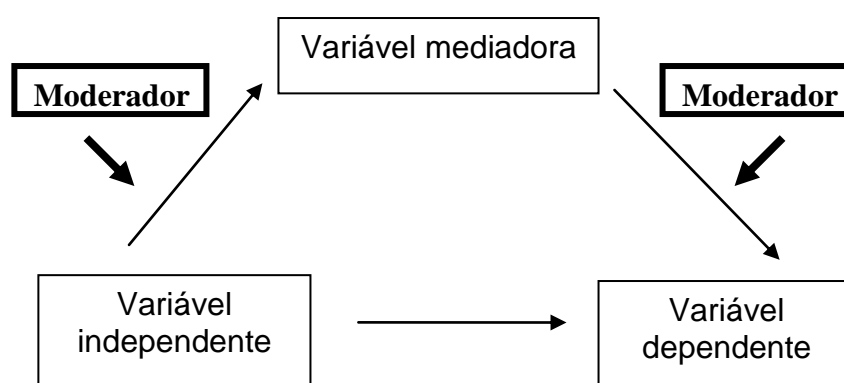 Variável mediadora
Moderador
Moderador
Variável
independente
Variável
dependente